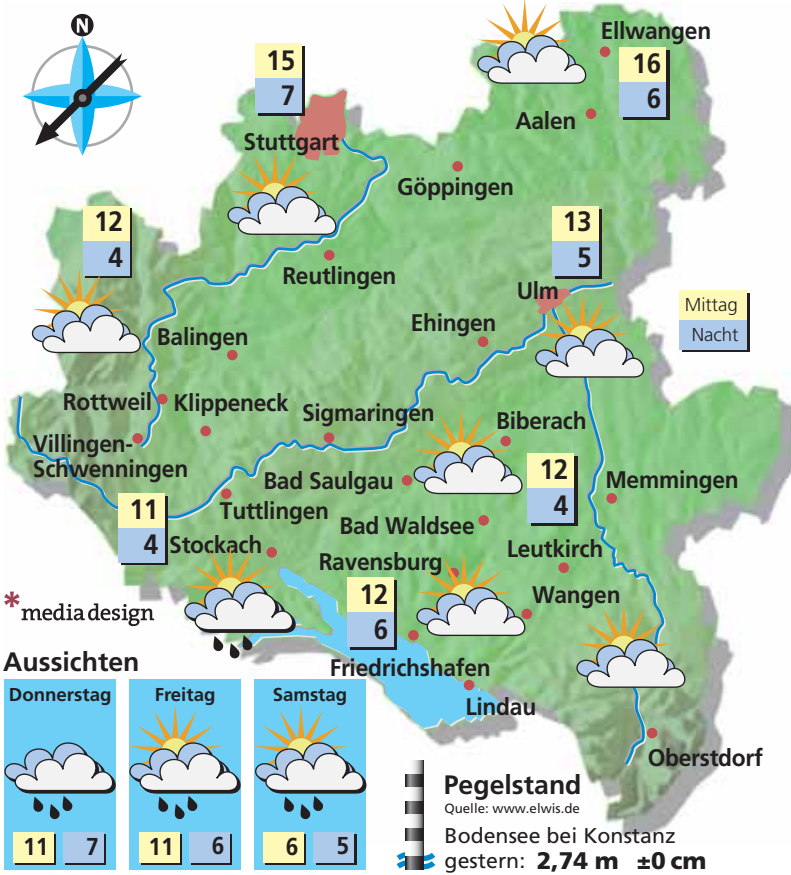 N
Ellwangen
15
7
16
6
Aalen
Stuttgart
Göppingen
12
4
13
5
Reutlingen
Ulm
Mittag
Nacht
Ehingen
Balingen
Rottweil
Klippeneck
Sigmaringen
Biberach
Villingen-
Schwenningen
Bad Saulgau
12
4
Memmingen
11
4
Tuttlingen
Bad Waldsee
Stockach
Leutkirch
Ravensburg
12
6
Wangen
* media design
Friedrichshafen
Lindau
Oberstdorf
Aussichten
Donnerstag
Freitag
Samstag
11 7
11 6
6 5
Pegelstand
Quelle: www.elwis.de
Bodensee bei Konstanz
gestern: 2,74 m ±0 cm